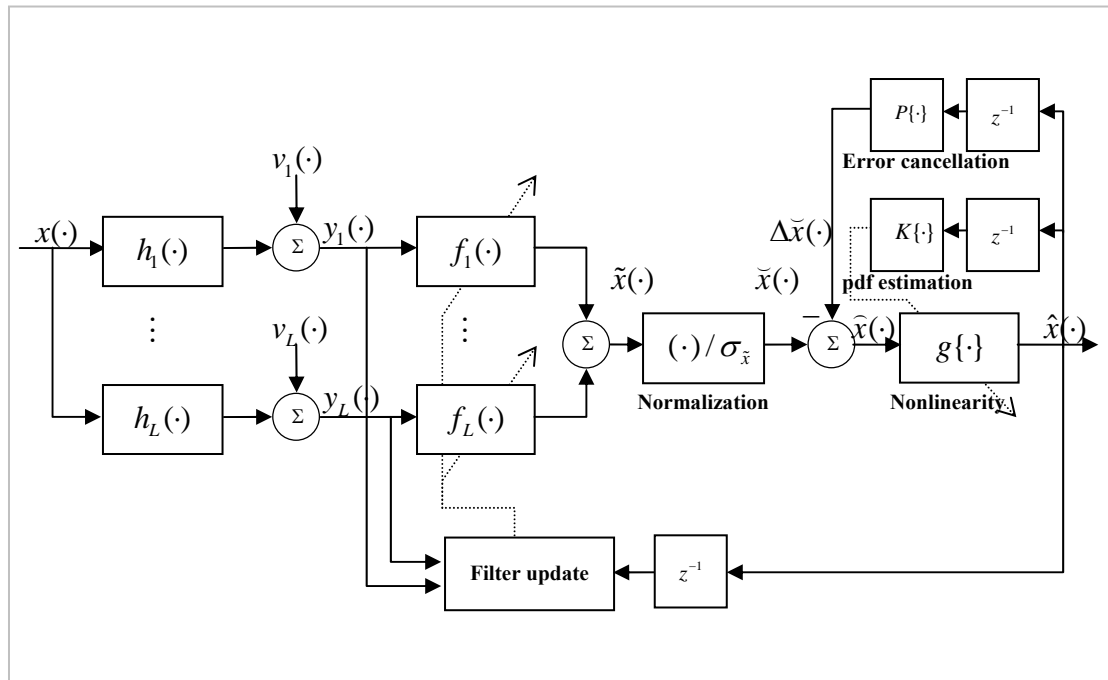 P{·}
z⁻¹
Error cancellation
v₁(·)
x(·)
h₁(·)
Σ
y₁(·)
f₁(·)
Δx̆(·)
K{·}
z⁻¹
pdf estimation
x̃(·)
x̆(·)
⋮
v_L(·)
⋮
Σ
(·) / σ_x̃
−
Σ
x̑(·)
g{·}
x̂(·)
Normalization
Nonlinearity
h_L(·)
Σ
y_L(·)
f_L(·)
Filter update
z⁻¹